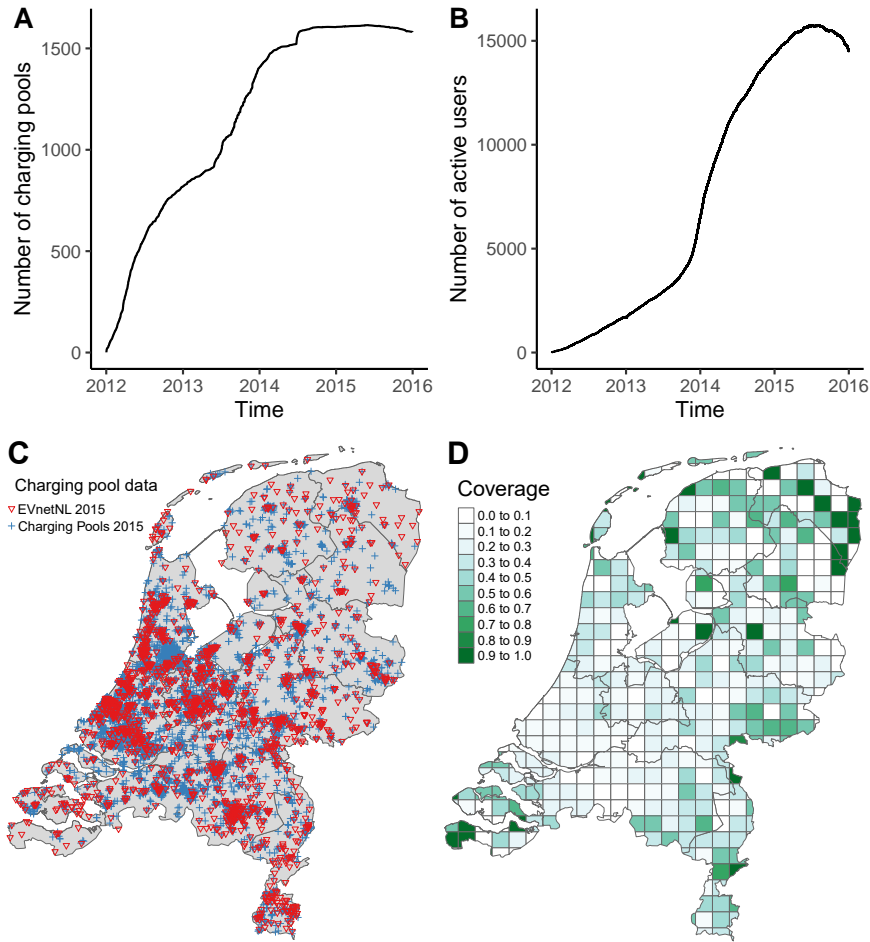 A
Number of charging pools
1500
1000
500
0
2012 2013 2014 2015 2016
Time
B
Number of active users
15000
10000
5000
0
2012 2013 2014 2015 2016
Time
C
Charging pool data
EVnetNL 2015
Charging Pools 2015
D
Coverage
0.0 to 0.1
0.1 to 0.2
0.2 to 0.3
0.3 to 0.4
0.4 to 0.5
0.5 to 0.6
0.6 to 0.7
0.7 to 0.8
0.8 to 0.9
0.9 to 1.0